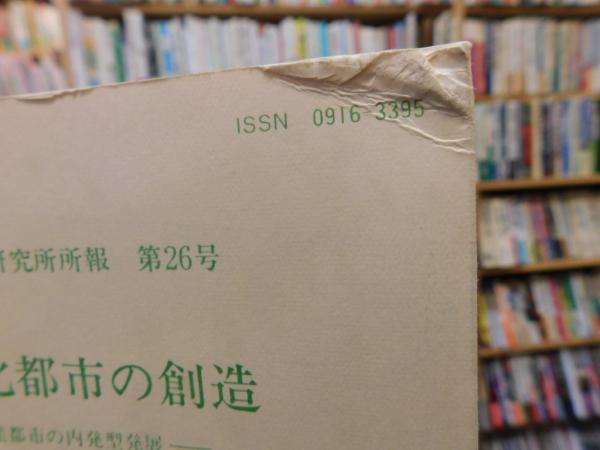 ISSN 0916-3395
研究所所報 第26号
化都市の創造
都市の内発型発展 ——